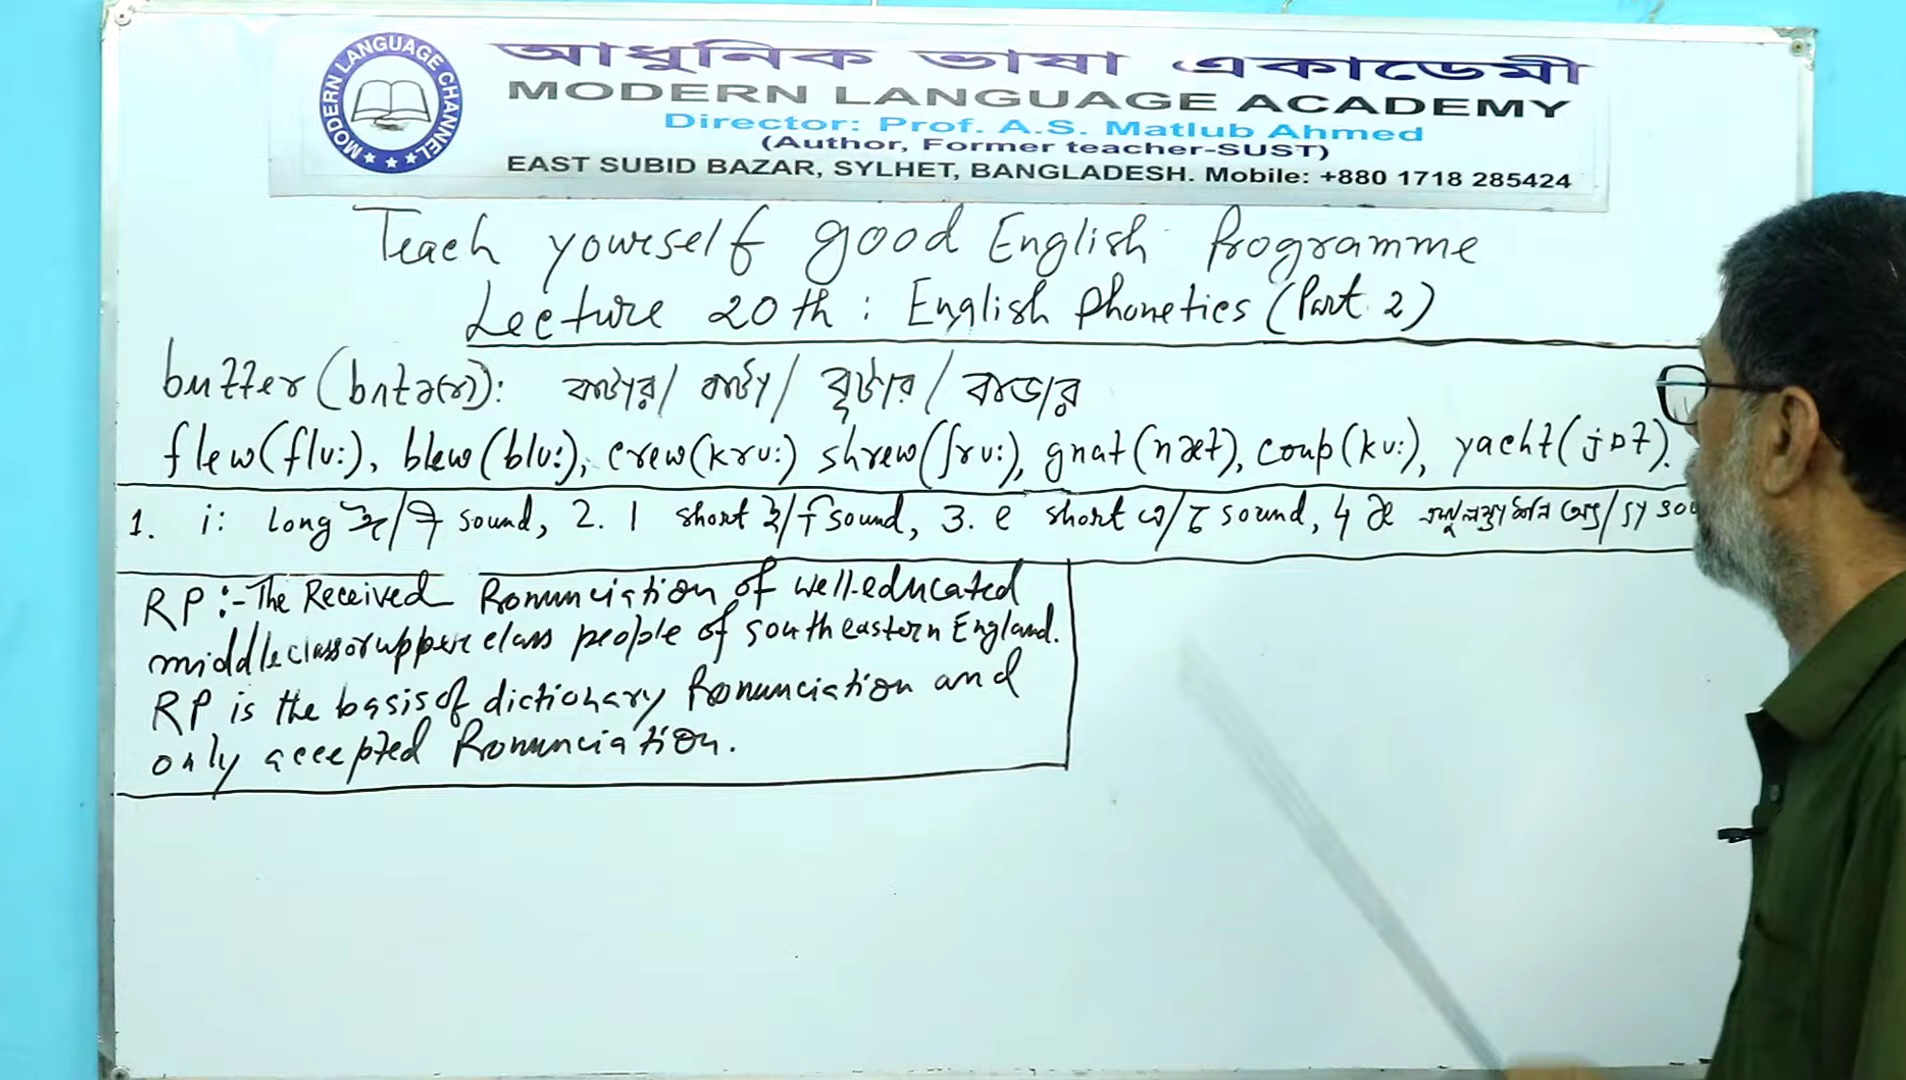 MODERN LANGUAGE CHANNEL
আধুনিক ভাষা একাডেমী
MODERN LANGUAGE ACADEMY
Director: Prof. A.S. Matlub Ahmed
(Author, Former teacher-SUST)
EAST SUBID BAZAR, SYLHET, BANGLADESH. Mobile: +880 1718 285424
Teach yourself good English Programme
Lecture 20th: English Phonetics (Part 2)
butter (bʌtə(r)): বাটার/ বাটা/ বুটার/ বাডার
flew(flu:), blew(blu:), crew(kru:) shrew(ʃru:), gnat(næt), coup(ku:), yacht(jɒt).
1. i: Long ঈ/ী sound, 2. I short ই/ি sound, 3. e short এ/ে sound, 4 æ
RP:-The Received Pronunciation of well-educated
middle class or upper class people of south eastern England.
RP is the basis of dictionary Pronunciation and
only accepted Pronunciation.